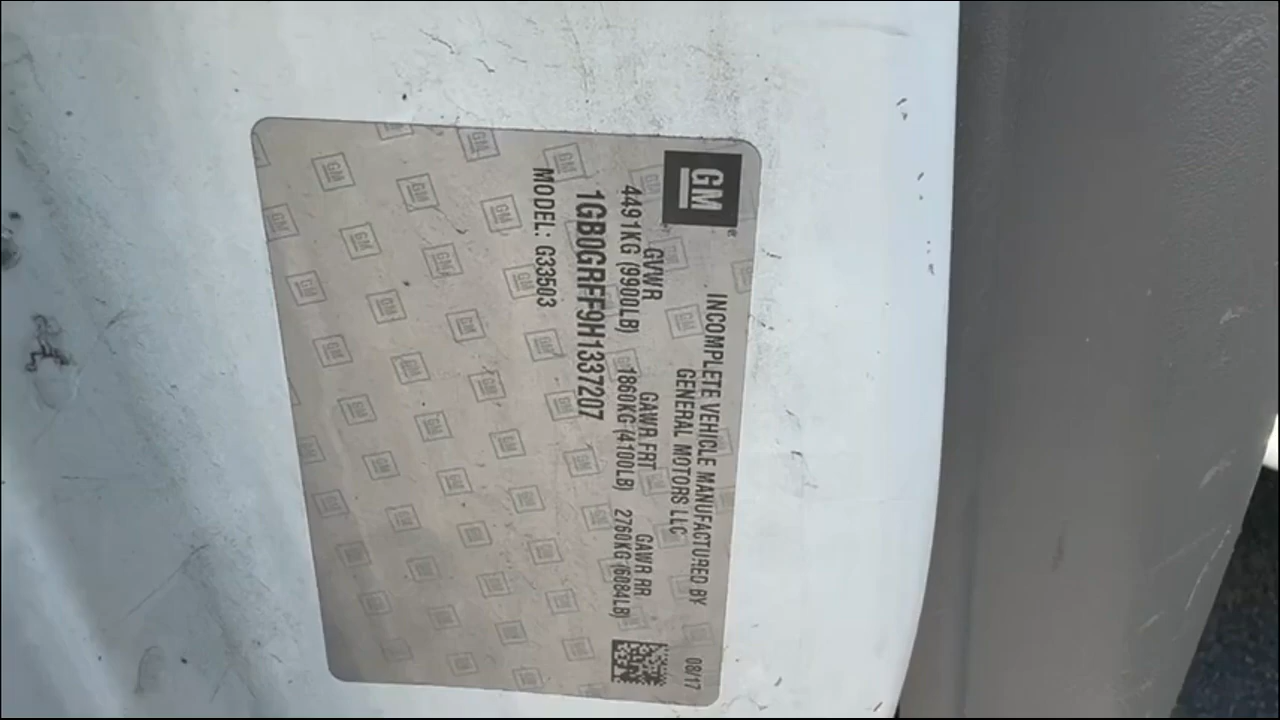 GM
INCOMPLETE VEHICLE MANUFACTURED BY 08/17
GENERAL MOTORS LLC
GVWR GAWR FRT GAWR RR
4491KG (9900LB) 1860KG (4100LB) 2760KG (6084LB)
1GB0GRFF9H1337207
MODEL: G33503